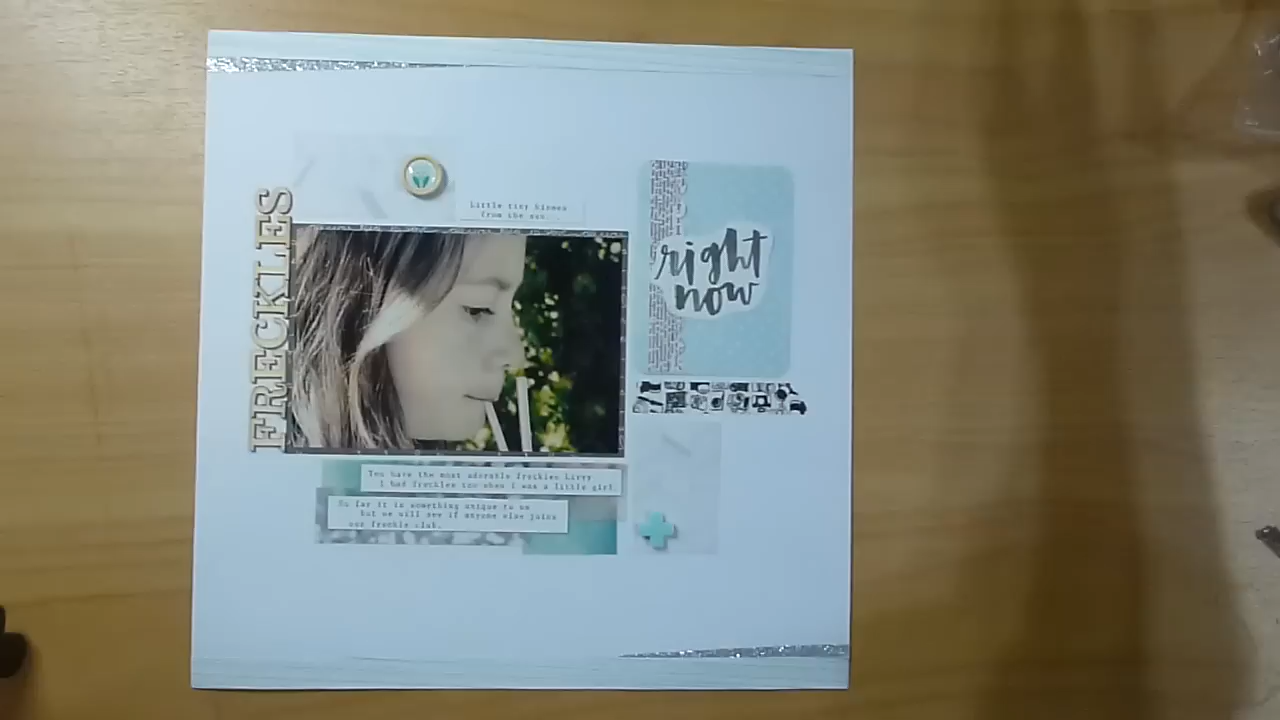 FRECKLES
Little tiny kisses
from the sun...
right
now
You have the most adorable freckles Livvy
I had freckles too when I was a little girl.
So far it is something unique to us
but we will see if anyone else joins
our freckle club.